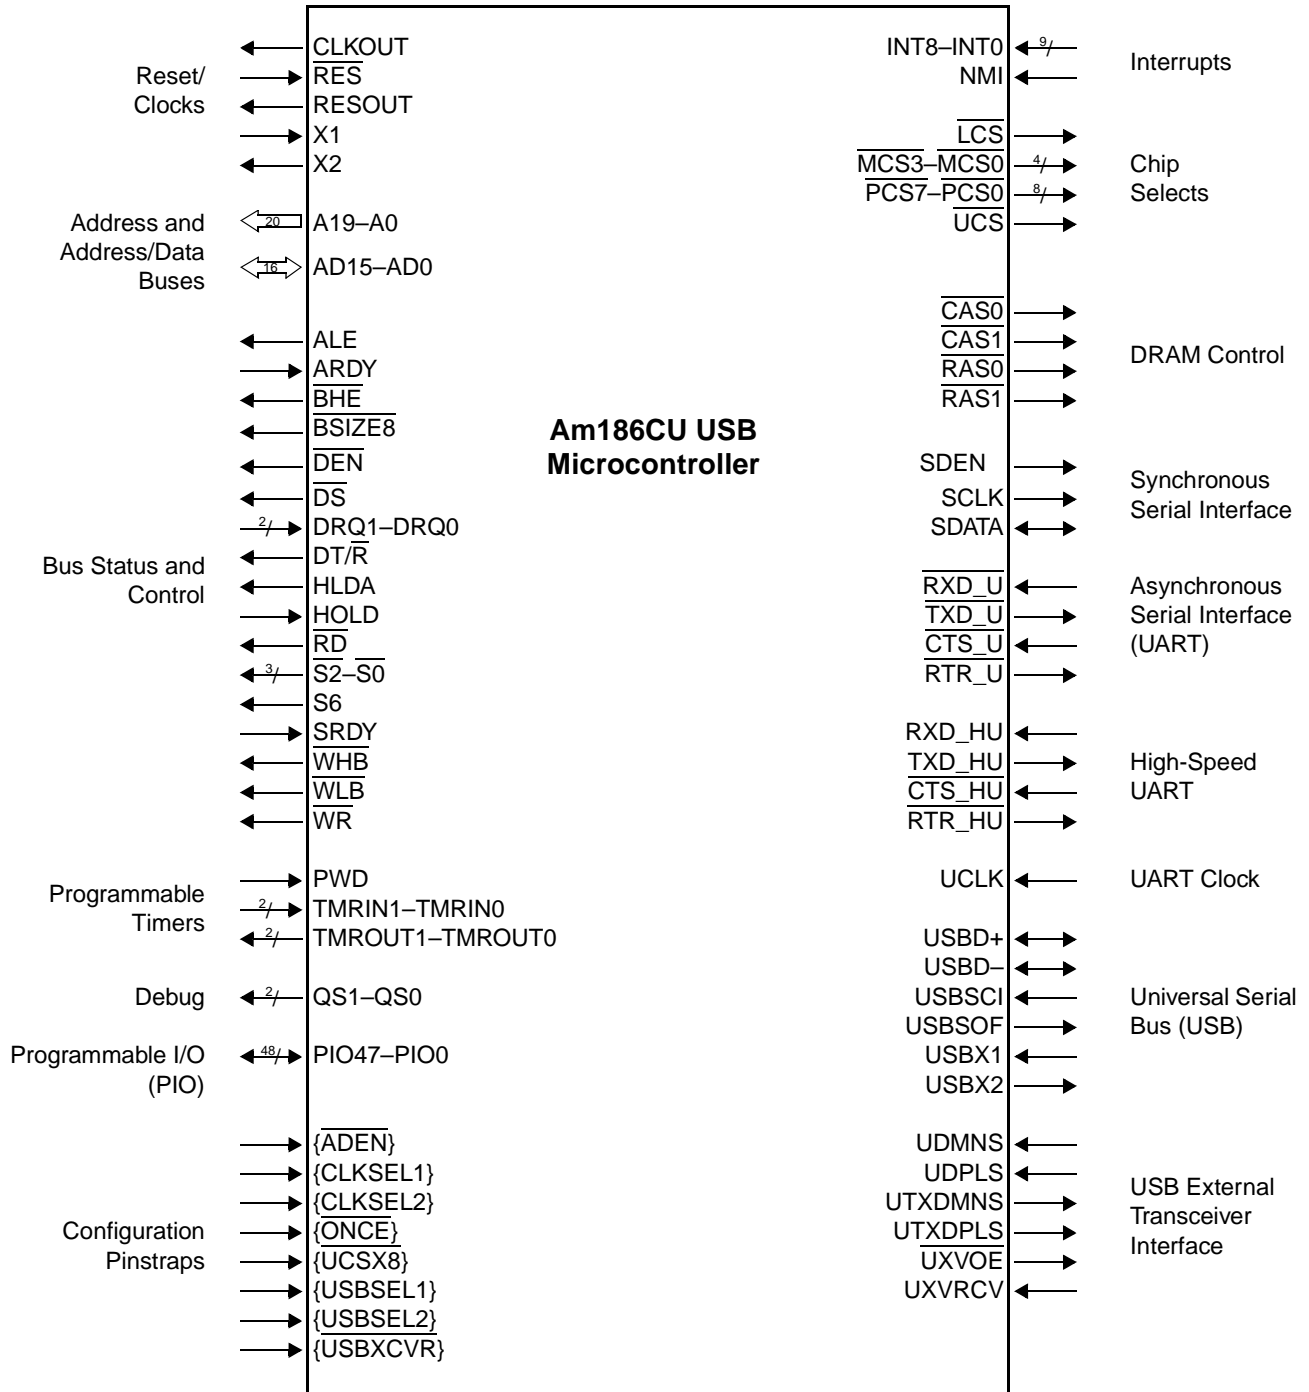 Reset/
Clocks
CLKOUT
RES
RESOUT
X1
X2
Address and
Address/Data
Buses
20
A19–A0
16
AD15–AD0
Bus Status and
Control
ALE
ARDY
BHE
BSIZE8
DEN
DS
2
DRQ1–DRQ0
DT/R
HLDA
HOLD
RD
3
S2–S0
S6
SRDY
WHB
WLB
WR
Programmable
Timers
PWD
2
TMRIN1–TMRIN0
2
TMROUT1–TMROUT0
Debug
2
QS1–QS0
Programmable I/O
(PIO)
48
PIO47–PIO0
Configuration
Pinstraps
{ADEN}
{CLKSEL1}
{CLKSEL2}
{ONCE}
{UCSX8}
{USBSEL1}
{USBSEL2}
{USBXCVR}
Am186CU USB
Microcontroller
INT8–INT0
9
NMI
Interrupts
LCS
MCS3–MCS0
4
PCS7–PCS0
8
UCS
Chip
Selects
CAS0
CAS1
RAS0
RAS1
DRAM Control
SDEN
SCLK
SDATA
Synchronous
Serial Interface
RXD_U
TXD_U
CTS_U
RTR_U
Asynchronous
Serial Interface
(UART)
RXD_HU
TXD_HU
CTS_HU
RTR_HU
High-Speed
UART
UCLK
UART Clock
USBD+
USBD–
USBSCI
USBSOF
USBX1
USBX2
Universal Serial
Bus (USB)
UDMNS
UDPLS
UTXDMNS
UTXDPLS
UXVOE
UXVRCV
USB External
Transceiver
Interface